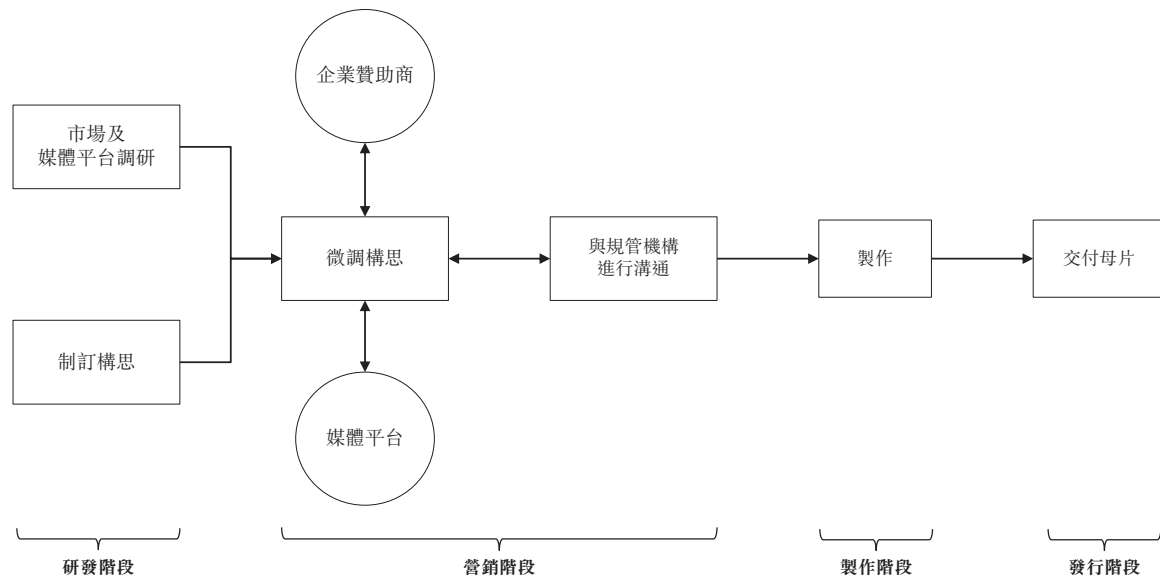 企業贊助商
市場及
媒體平台調研
微調構思
與規管機構
進行溝通
製作
交付母片
制訂構思
媒體平台
研發階段
營銷階段
製作階段
發行階段